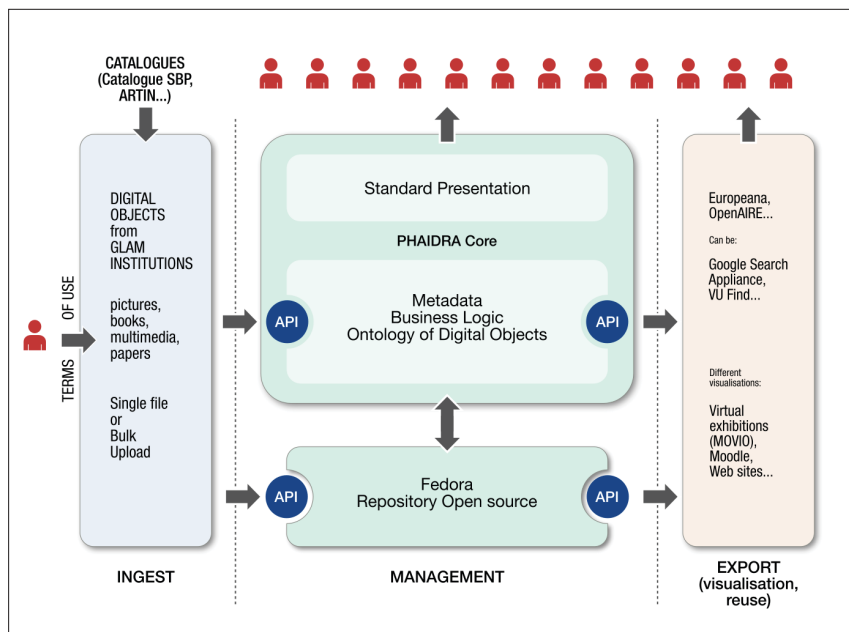 CATALOGUES
(Catalogue SBP,
ARTIN...)
DIGITAL
OBJECTS
from
GLAM
INSTITUTIONS
pictures,
books,
multimedia,
papers
Single file
or
Bulk
Upload
TERMS OF USE
INGEST
Standard Presentation
PHAIDRA Core
API
Metadata
Business Logic
Ontology of Digital Objects
API
API
Fedora
Repository Open source
API
MANAGEMENT
Europeana,
OpenAIRE...
Can be:
Google Search
Appliance,
VU Find...
Different
visualisations:
Virtual
exhibitions
(MOVIO),
Moodle,
Web sites...
EXPORT
(visualisation,
reuse)